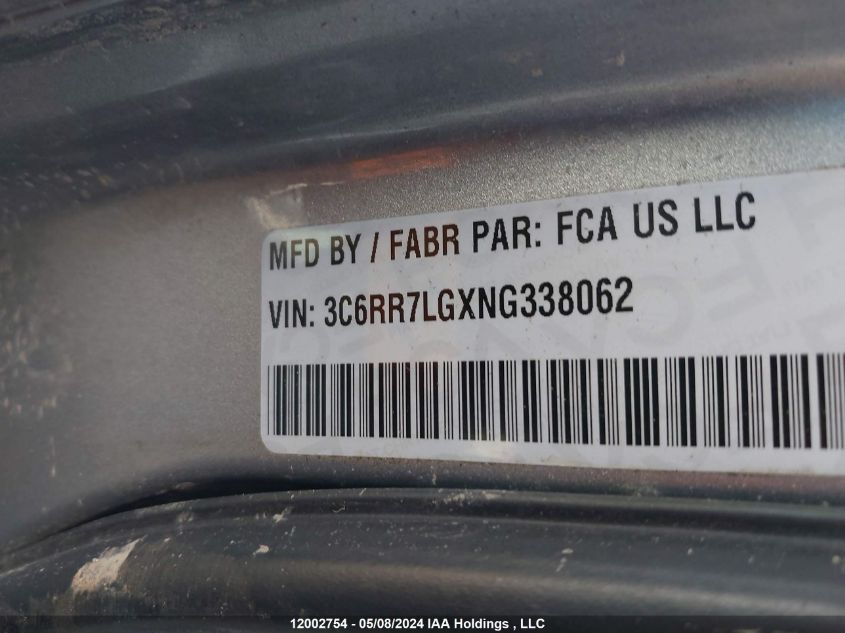 MFD BY / FABR PAR: FCA US LLC
VIN: 3C6RR7LGXNG338062
12002754 - 05/08/2024 IAA Holdings , LLC